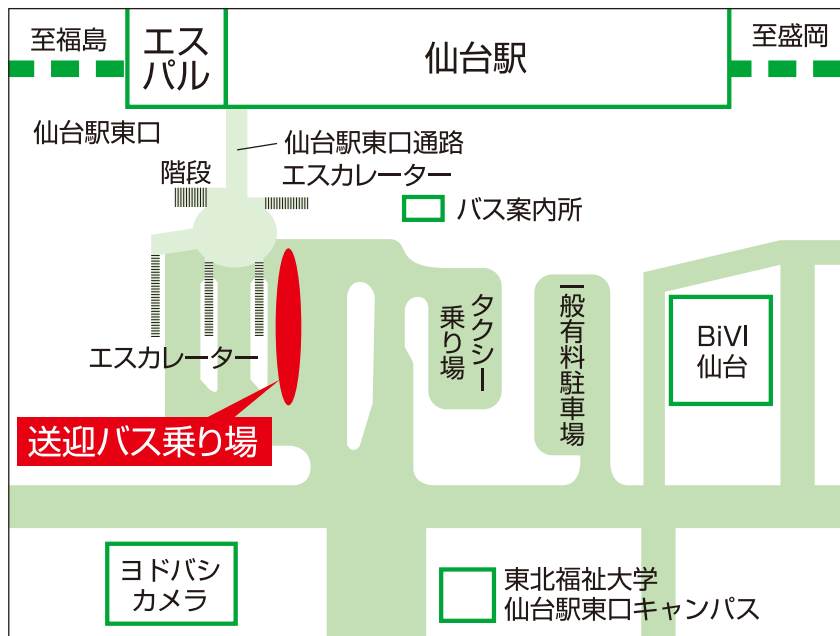 至福島
エス
パル
仙台駅
至盛岡
仙台駅東口
仙台駅東口通路
階段
エスカレーター
バス案内所
タクシー
乗り場
一般有料駐車場
BiVI
仙台
エスカレーター
送迎バス乗り場
ヨドバシ
カメラ
東北福祉大学
仙台駅東口キャンパス